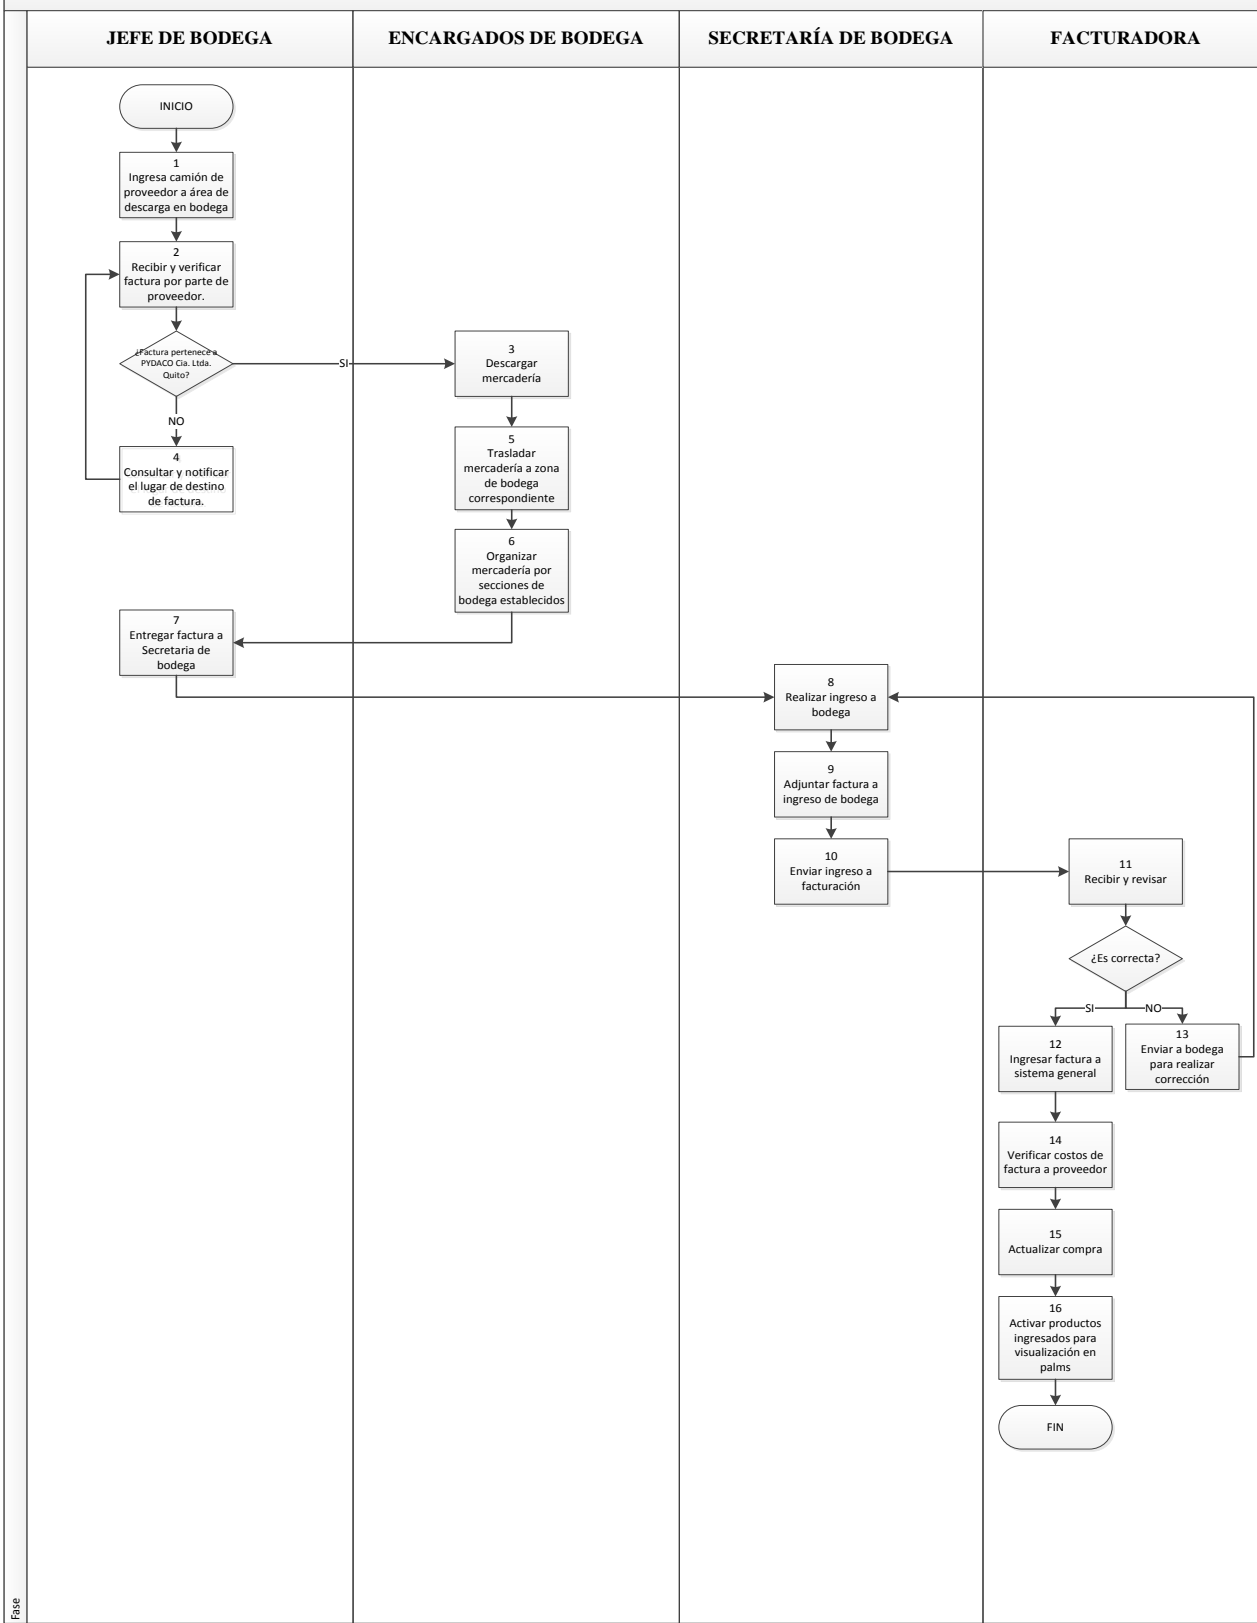 JEFE DE BODEGA
ENCARGADOS DE BODEGA
SECRETARÍA DE BODEGA
FACTURADORA
INICIO
1
Ingresa camión de
proveedor a área de
descarga en bodega
2
Recibir y verificar
factura por parte de
proveedor.
¿Factura pertenece a
PYDACO Cia. Ltda.
Quito?
SI
NO
3
Descargar
mercadería
4
Consultar y notificar
el lugar de destino
de factura.
5
Trasladar
mercadería a zona
de bodega
correspondiente
6
Organizar
mercadería por
secciones de
bodega establecidos
7
Entregar factura a
Secretaria de
bodega
8
Realizar ingreso a
bodega
9
Adjuntar factura a
ingreso de bodega
10
Enviar ingreso a
facturación
11
Recibir y revisar
¿Es correcta?
SI
NO
12
Ingresar factura a
sistema general
13
Enviar a bodega
para realizar
corrección
14
Verificar costos de
factura a proveedor
15
Actualizar compra
16
Activar productos
ingresados para
visualización en
palms
FIN
Fase